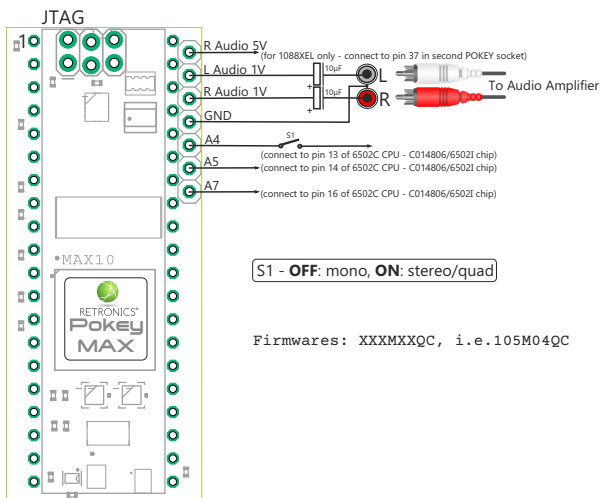 JTAG
1
R Audio 5V
(for 1088XEL only - connect to pin 37 in second POKEY socket)
L Audio 1V
10µF
L
To Audio Amplifier
+
R Audio 1V
10µF
R
+
GND
A4
S1
(connect to pin 13 of 6502C CPU - C014806/6502I chip)
A5
(connect to pin 14 of 6502C CPU - C014806/6502I chip)
A7
(connect to pin 16 of 6502C CPU - C014806/6502I chip)
MAX10
S1 - OFF: mono, ON: stereo/quad
RETRONICS®
Pokey
MAX
Firmwares: XXXMXXQC, i.e.105M04QC